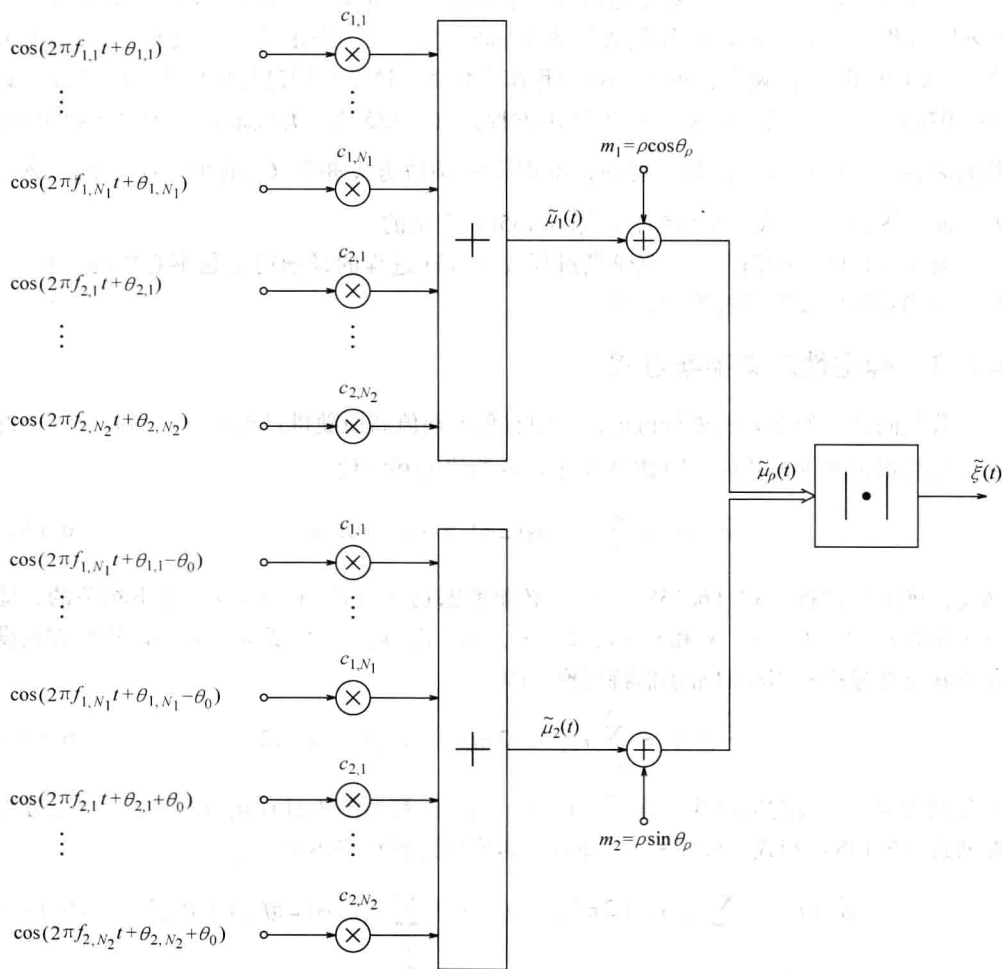 c_{1,1}
cos(2πf_{1,1}t+θ_{1,1})
⋮ ⋮
c_{1,N_1}
m_1=ρcosθ_ρ
cos(2πf_{1,N_1}t+θ_{1,N_1})
μ̃_1(t)
c_{2,1}
cos(2πf_{2,1}t+θ_{2,1})
⋮ ⋮
c_{2,N_2}
cos(2πf_{2,N_2}t+θ_{2,N_2})
μ̃_ρ(t)
ξ̃(t)
|•|
c_{1,1}
cos(2πf_{1,N_1}t+θ_{1,1}-θ_0)
⋮ ⋮
c_{1,N_1}
cos(2πf_{1,N_1}t+θ_{1,N_1}-θ_0)
μ̃_2(t)
c_{2,1}
cos(2πf_{2,1}t+θ_{2,1}+θ_0)
⋮ ⋮
m_2=ρsinθ_ρ
c_{2,N_2}
cos(2πf_{2,N_2}t+θ_{2,N_2}+θ_0)